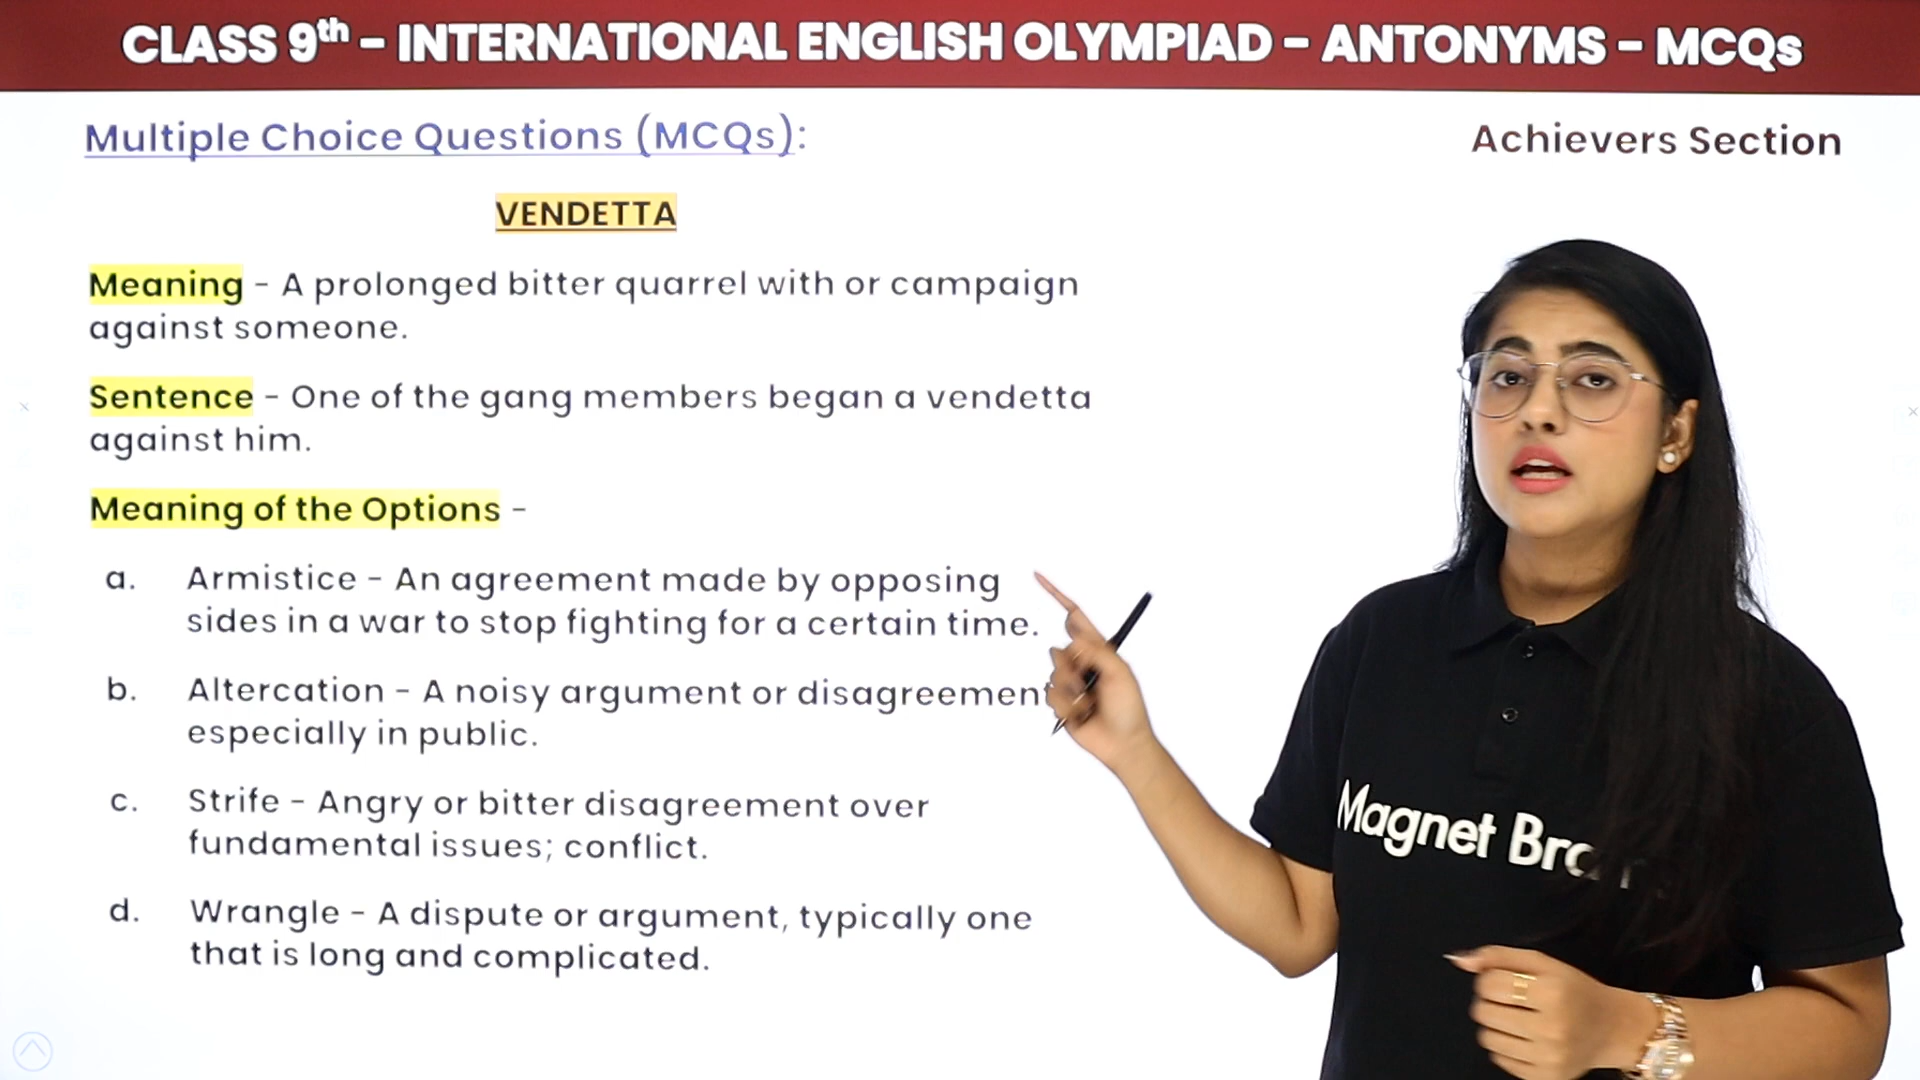 CLASS 9th - INTERNATIONAL ENGLISH OLYMPIAD - ANTONYMS - MCQs
Multiple Choice Questions (MCQs):
Achievers Section
VENDETTA
Meaning - A prolonged bitter quarrel with or campaign
against someone.
Sentence - One of the gang members began a vendetta
against him.
Meaning of the Options -
a. Armistice - An agreement made by opposing
sides in a war to stop fighting for a certain time.
b. Altercation - A noisy argument or disagreement
especially in public.
c. Strife - Angry or bitter disagreement over
fundamental issues; conflict.
d. Wrangle - A dispute or argument, typically one
that is long and complicated.
Magnet